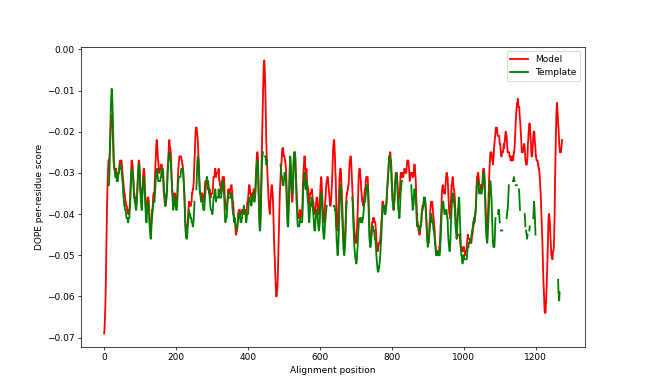 0.00
−0.01
−0.02
−0.03
−0.04
−0.05
−0.06
−0.07
DOPE per-residue score
0 200 400 600 800 1000 1200
Alignment position
Model
Template